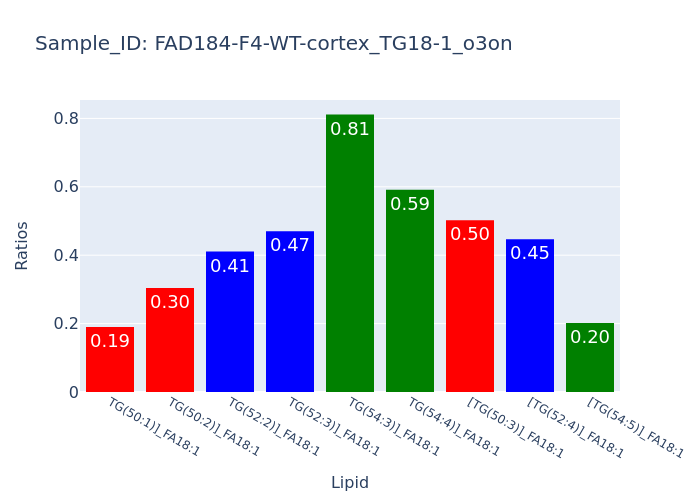 Sample_ID: FAD184-F4-WT-cortex_TG18-1_o3on
Ratios
0.8
0.6
0.4
0.2
0
0.19
0.30
0.41
0.47
0.81
0.59
0.50
0.45
0.20
TG(50:1)]_FA18:1
TG(50:2)]_FA18:1
TG(52:2)]_FA18:1
TG(52:3)]_FA18:1
TG(54:3)]_FA18:1
TG(54:4)]_FA18:1
[TG(50:3)]_FA18:1
[TG(52:4)]_FA18:1
[TG(54:5)]_FA18:1
Lipid